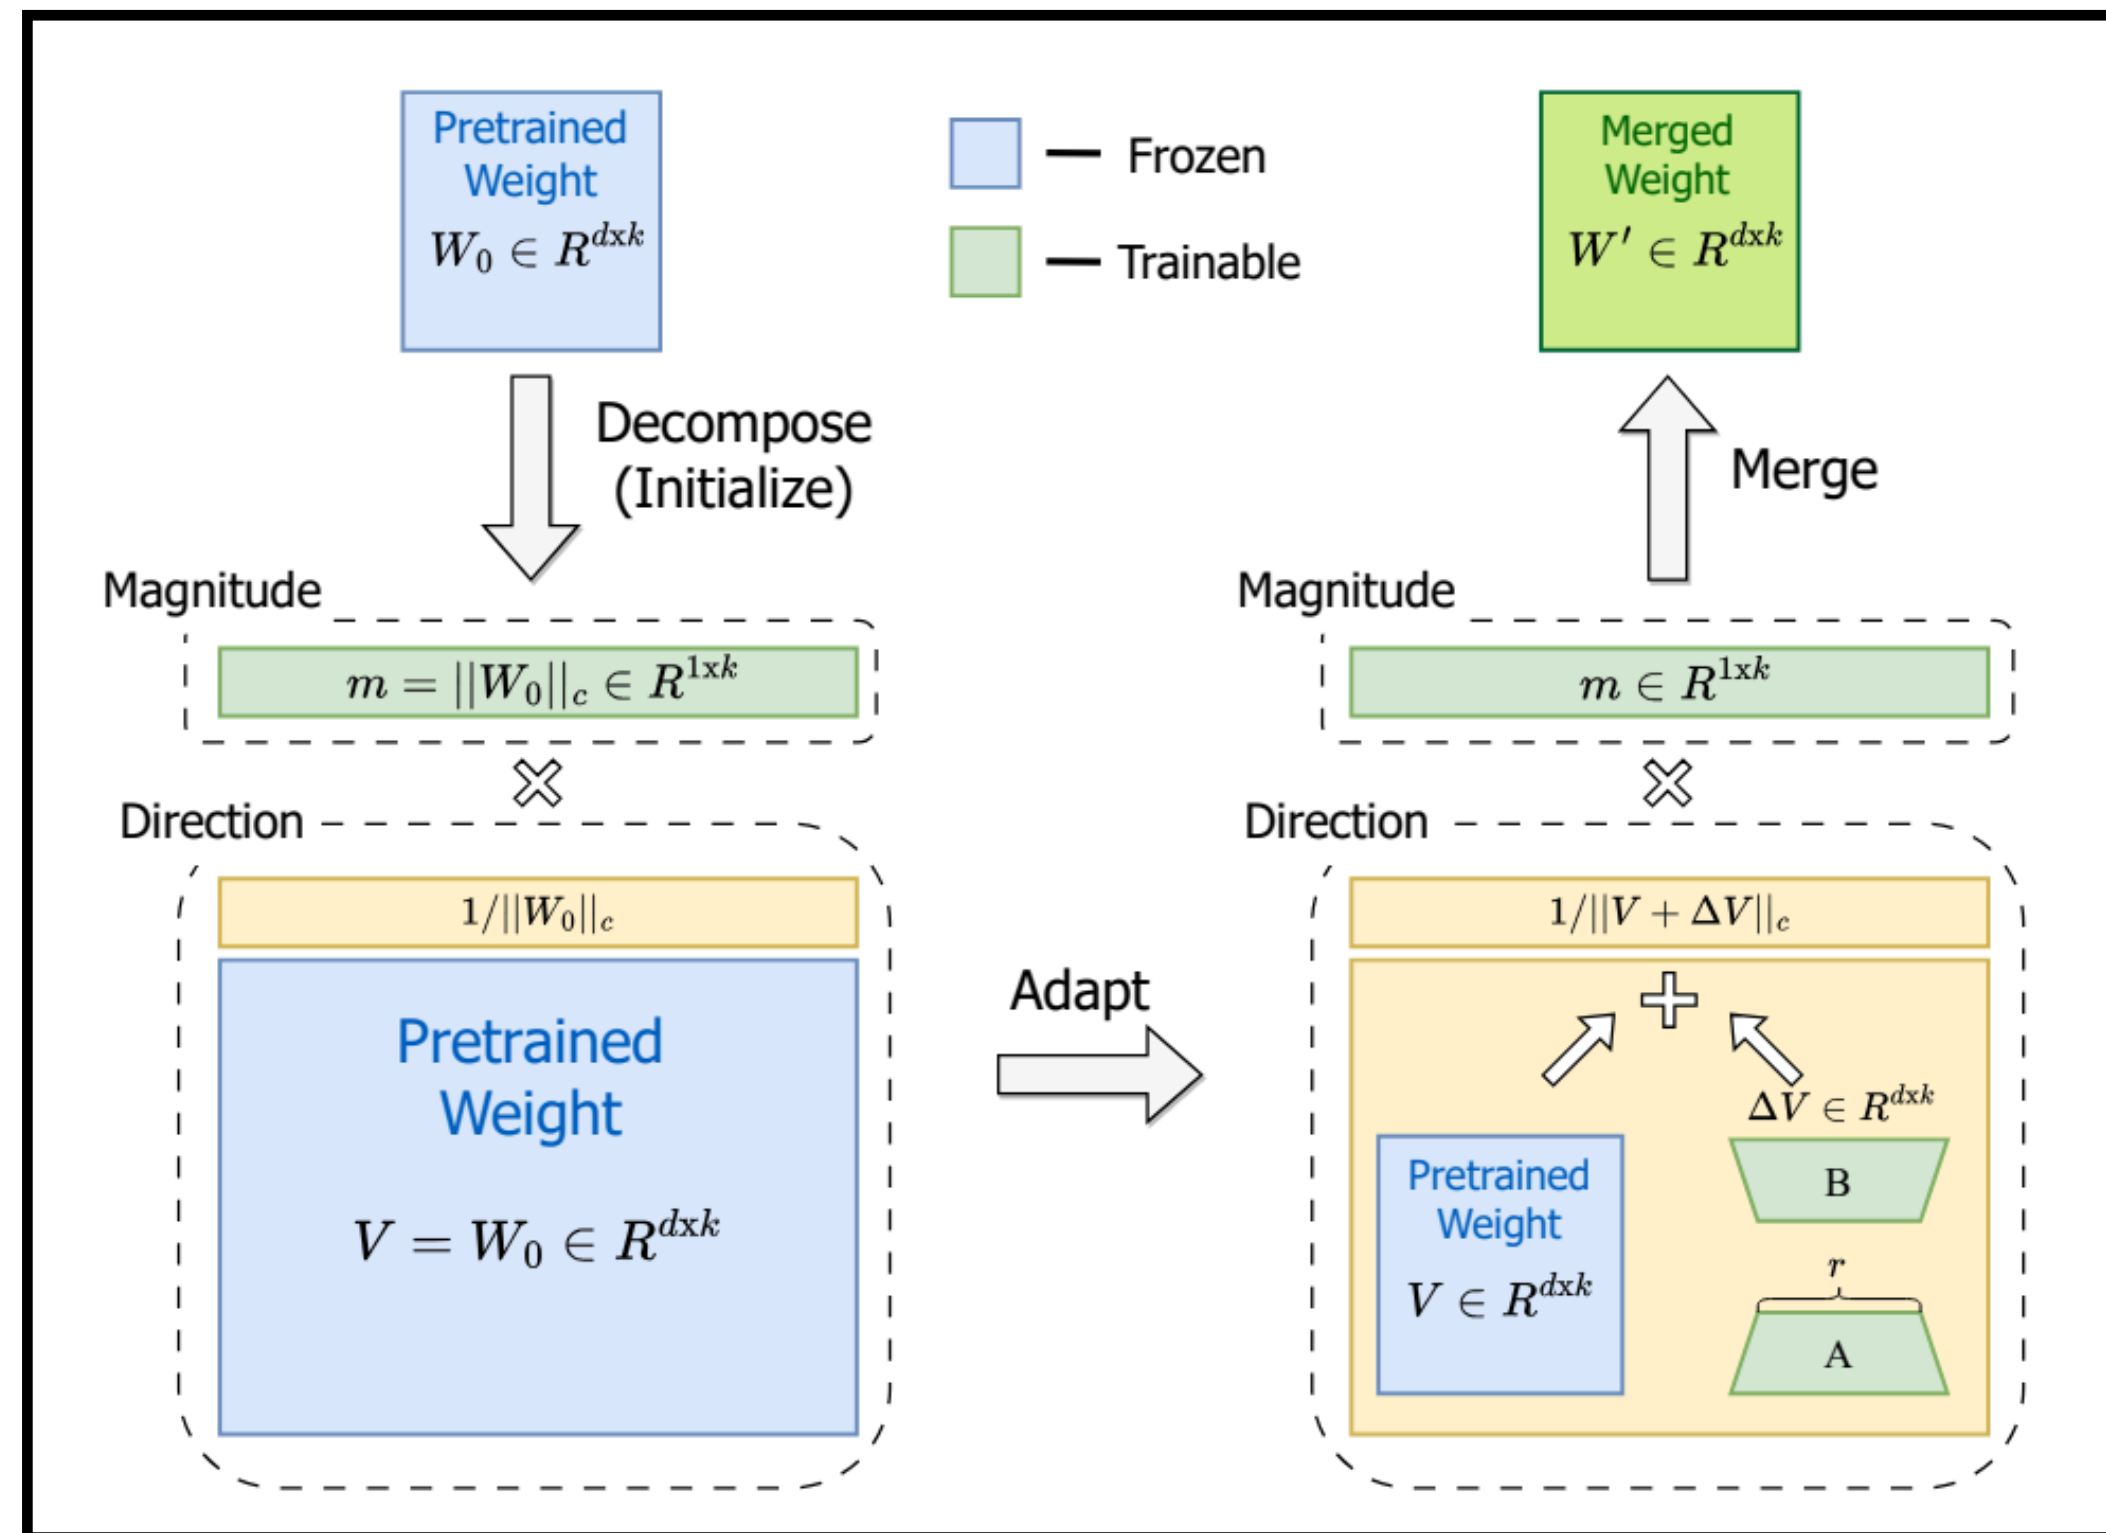 Pretrained
Weight
W₀ ∈ R^{dxk}
Frozen
Trainable
Merged
Weight
W′ ∈ R^{dxk}
Decompose
(Initialize)
Merge
Magnitude
m = ||W₀||_c ∈ R^{1xk}
Magnitude
m ∈ R^{1xk}
Direction
1/||W₀||_c
Pretrained
Weight
V = W₀ ∈ R^{dxk}
Adapt
Direction
1/||V + ΔV||_c
ΔV ∈ R^{dxk}
Pretrained
Weight
V ∈ R^{dxk}
B
r
A